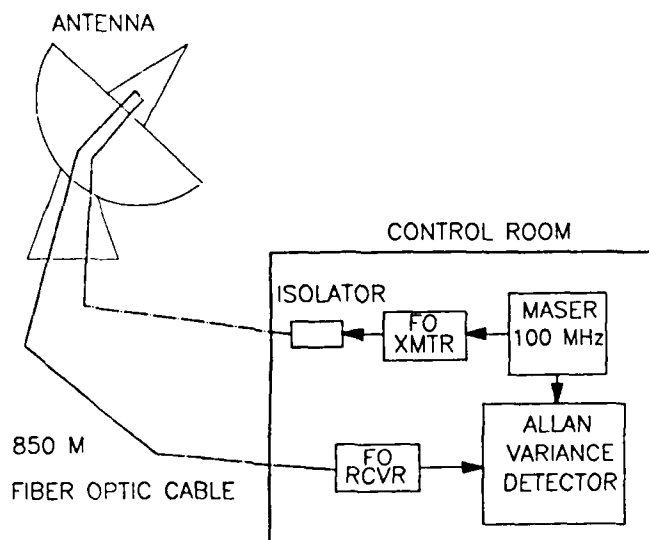 ANTENNA
CONTROL ROOM
ISOLATOR
FO
XMTR
MASER
100 MHz
ALLAN
VARIANCE
DETECTOR
FO
RCVR
850 M
FIBER OPTIC CABLE